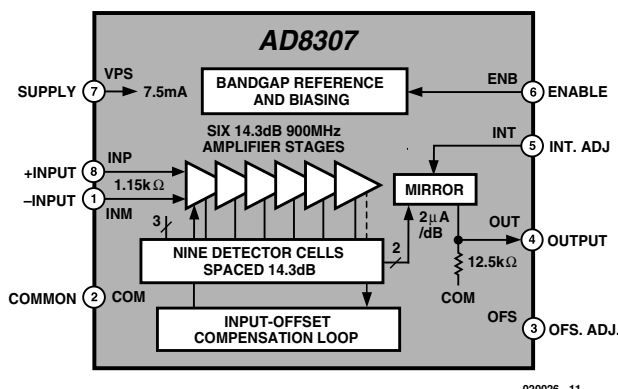 AD8307
SUPPLY 7 VPS 7.5mA
BANDGAP REFERENCE
AND BIASING
ENB 6 ENABLE
SIX 14.3dB 900MHz
AMPLIFIER STAGES
INT 5 INT. ADJ
+INPUT 8 INP
1.15kΩ
–INPUT 1 INM
MIRROR
3
2µA
/dB
OUT 4 OUTPUT
NINE DETECTOR CELLS
SPACED 14.3dB
2
12.5kΩ
COM
COMMON 2 COM
INPUT-OFFSET
COMPENSATION LOOP
OFS 3 OFS. ADJ.
020026 - 11